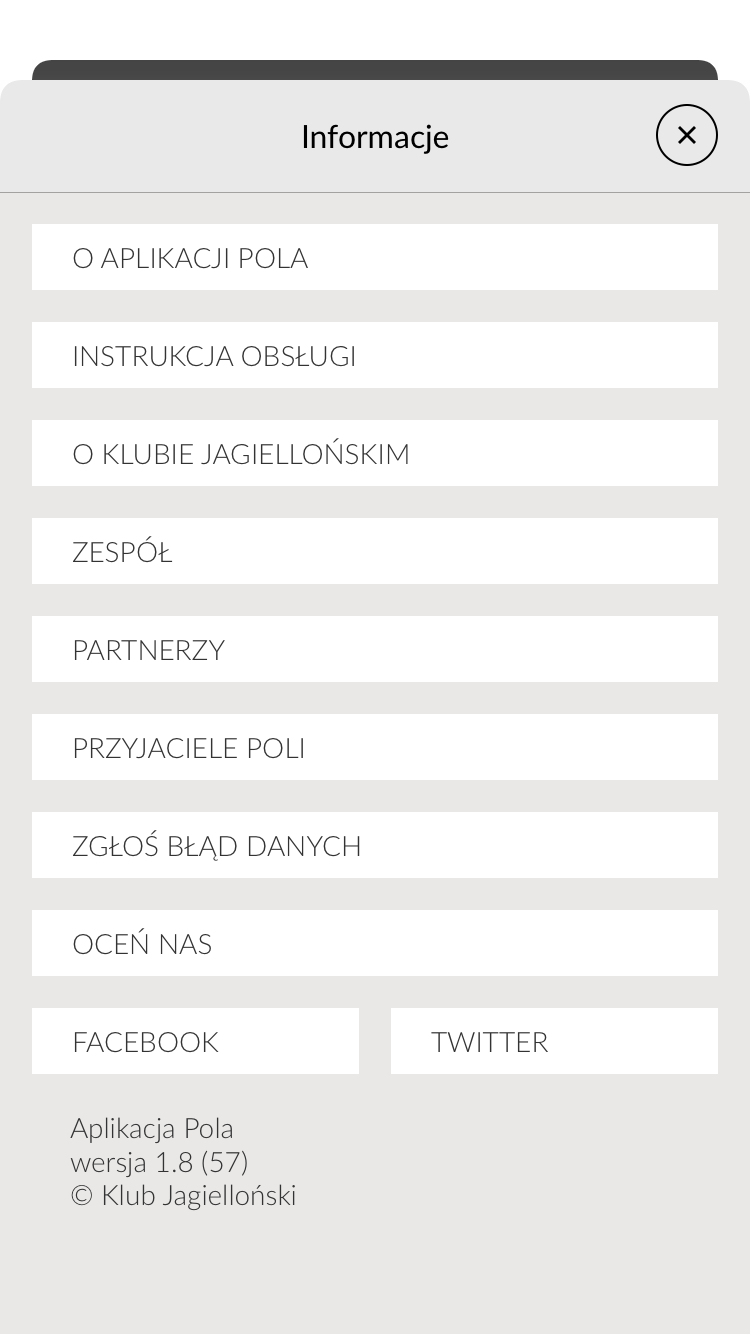 Informacje
O APLIKACJI POLA
INSTRUKCJA OBSŁUGI
O KLUBIE JAGIELLOŃSKIM
ZESPÓŁ
PARTNERZY
PRZYJACIELE POLI
ZGŁOŚ BŁĄD DANYCH
OCEŃ NAS
FACEBOOK
TWITTER
Aplikacja Pola
wersja 1.8 (57)
© Klub Jagielloński